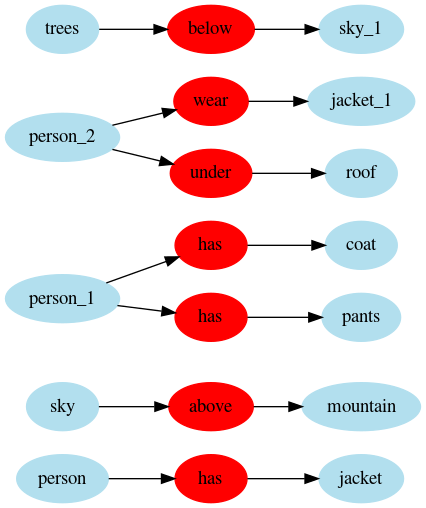 trees below sky_1
wear jacket_1
person_2
under roof
has coat
person_1
has pants
sky above mountain
person has jacket